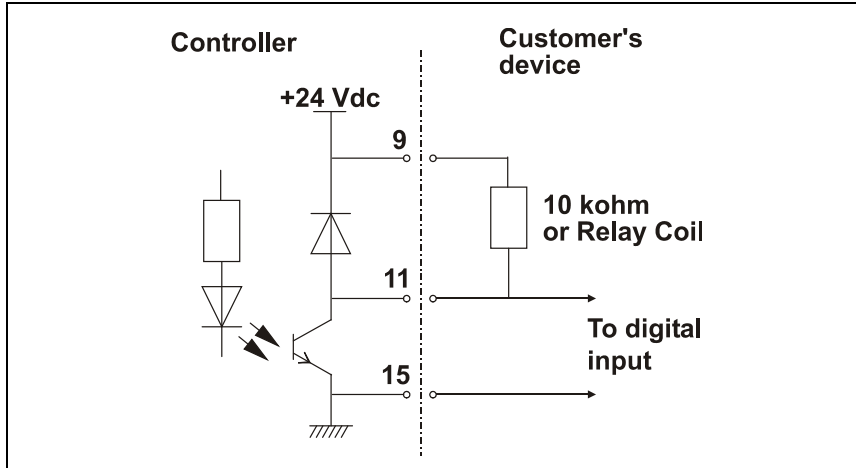 Controller
Customer's
device
+24 Vdc
9
10 kohm
or Relay Coil
11
To digital
input
15